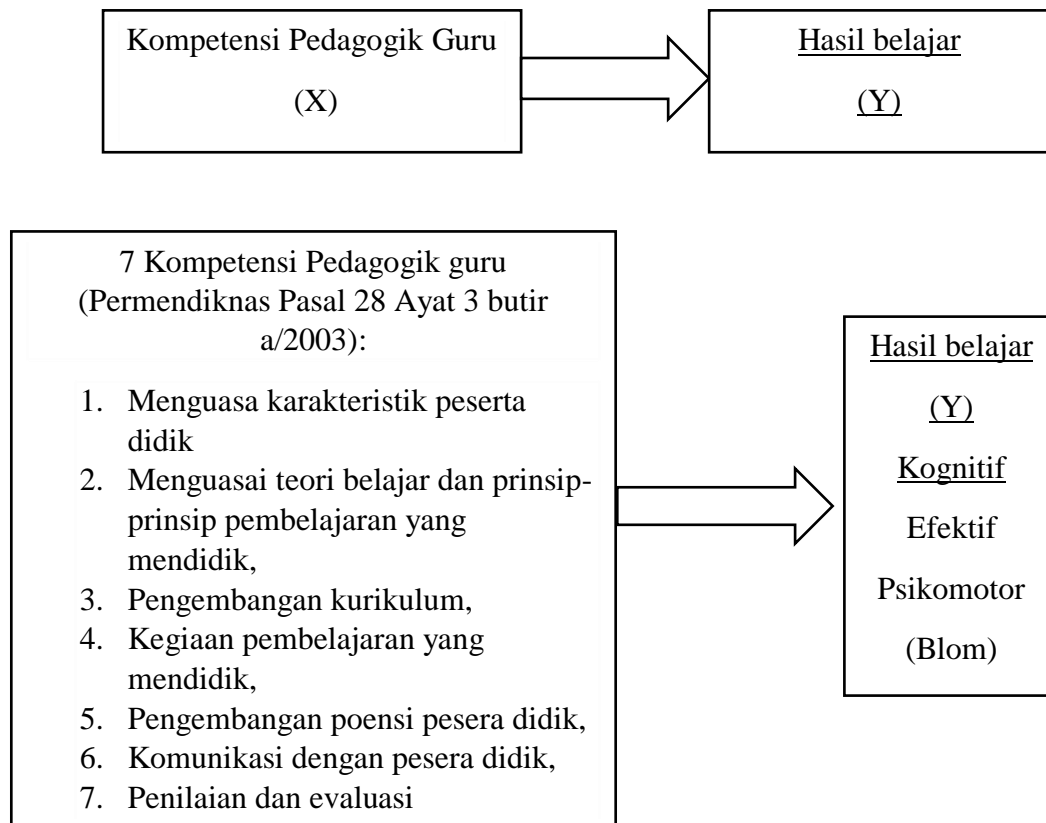 Kompetensi Pedagogik Guru
(X)
Hasil belajar
(Y)
7 Kompetensi Pedagogik guru
(Permendiknas Pasal 28 Ayat 3 butir
a/2003):
1. Menguasa karakteristik peserta
didik
2. Menguasai teori belajar dan prinsip-
prinsip pembelajaran yang
mendidik,
3. Pengembangan kurikulum,
4. Kegiaan pembelajaran yang
mendidik,
5. Pengembangan poensi pesera didik,
6. Komunikasi dengan pesera didik,
7. Penilaian dan evaluasi
Hasil belajar
(Y)
Kognitif
Efektif
Psikomotor
(Blom)